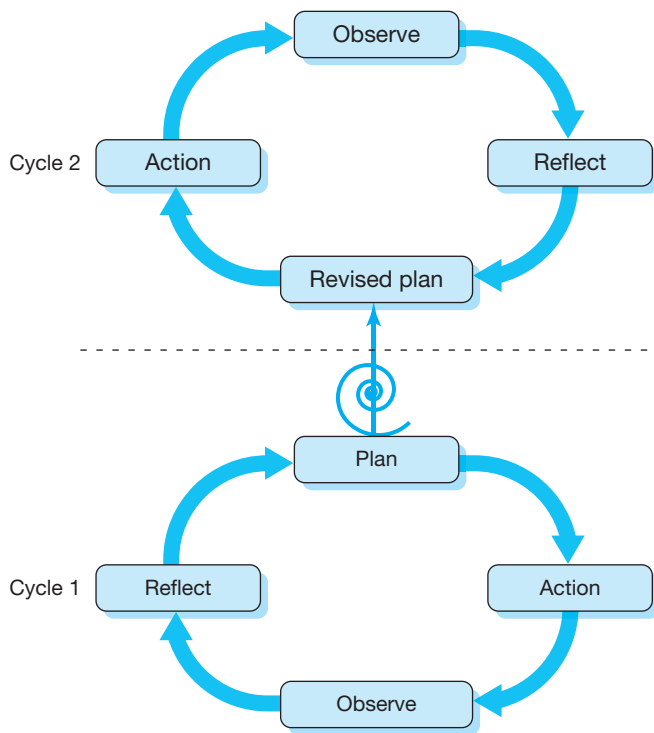 Observe
Cycle 2
Action
Reflect
Revised plan
Plan
Cycle 1
Reflect
Action
Observe